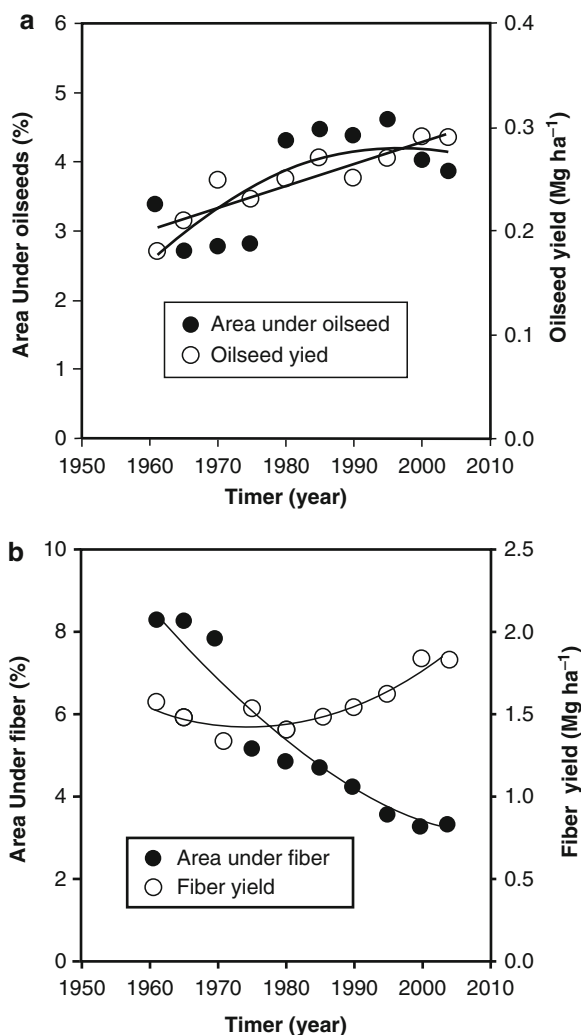 a
Area Under oilseeds (%)
6
5
4
3
2
1
0
Oilseed yield (Mg ha⁻¹)
0.4
0.3
0.2
0.1
0.0
Area under oilseed
Oilseed yied
1950 1960 1970 1980 1990 2000 2010
Timer (year)
b
Area Under fiber (%)
10
8
6
4
2
0
Fiber yield (Mg ha⁻¹)
2.5
2.0
1.5
1.0
0.5
0.0
Area under fiber
Fiber yield
1950 1960 1970 1980 1990 2000 2010
Timer (year)